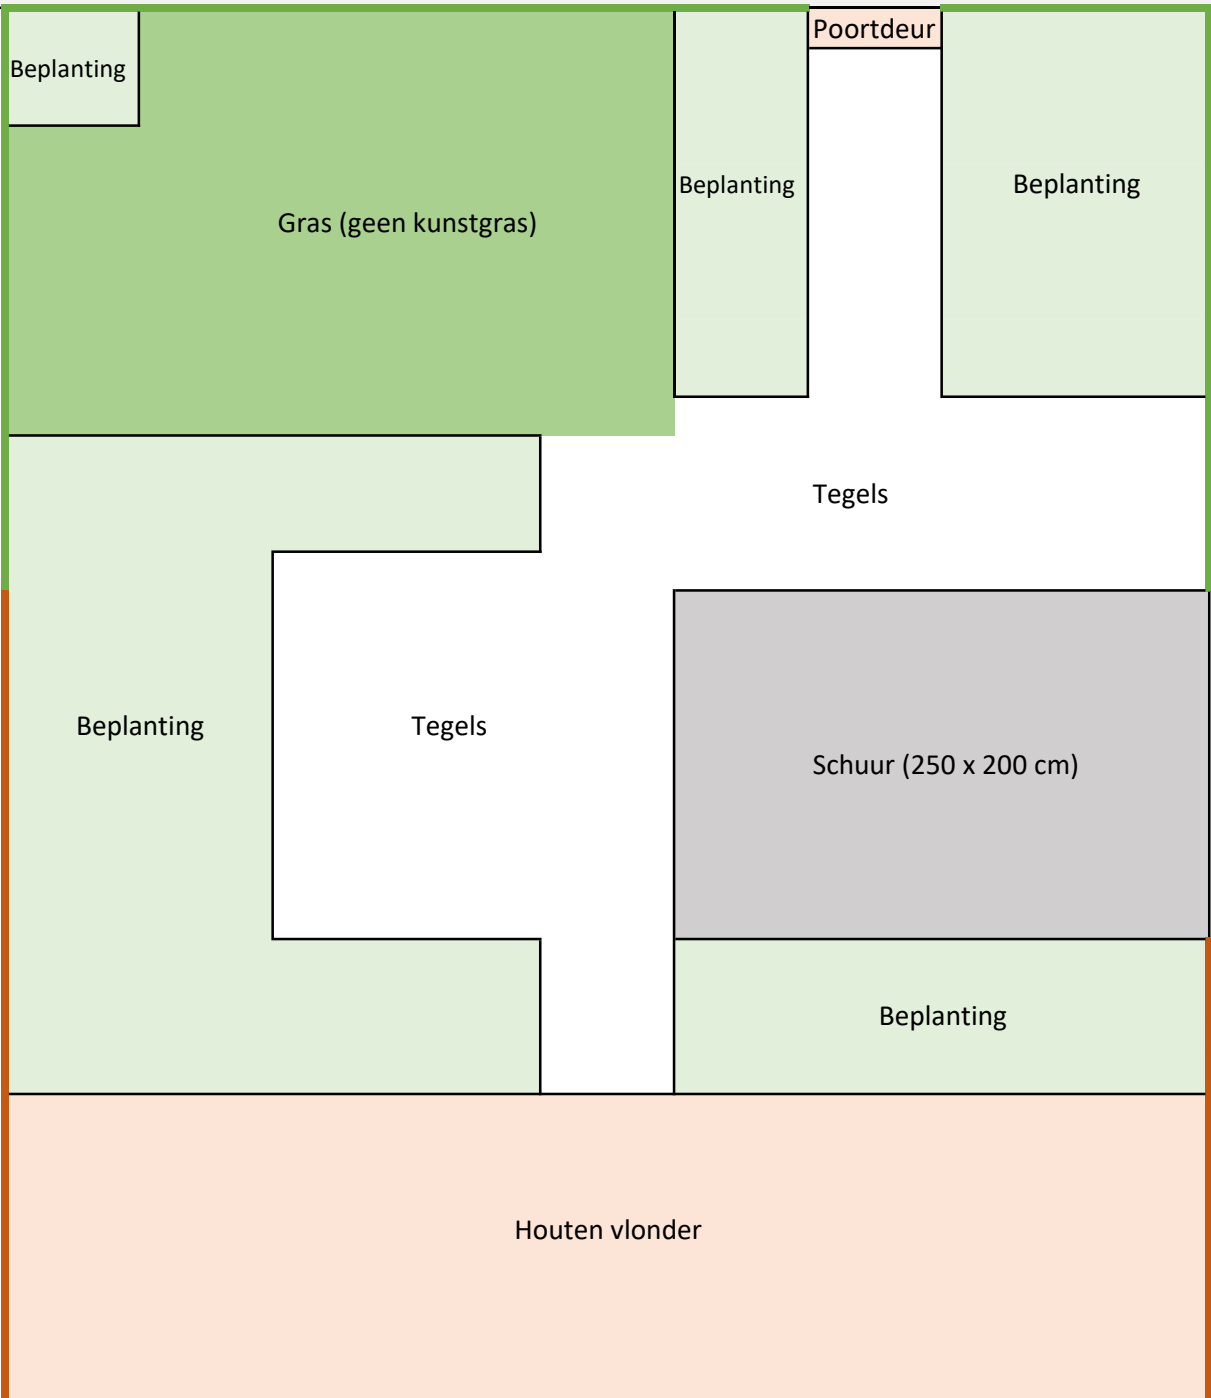 Poortdeur
Beplanting
Beplanting
Beplanting
Gras (geen kunstgras)
Tegels
Beplanting
Tegels
Schuur (250 x 200 cm)
Beplanting
Houten vlonder